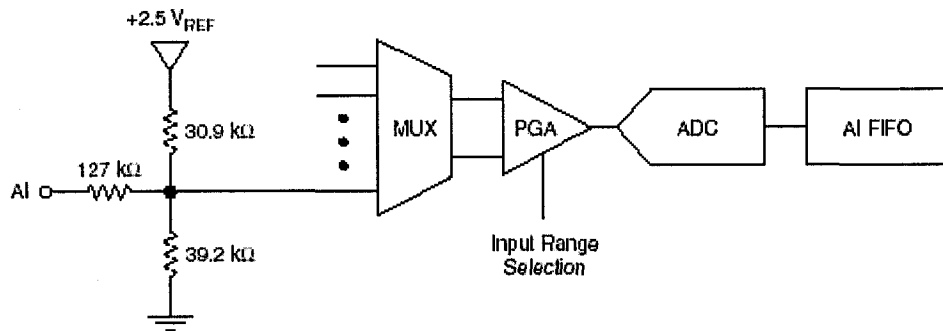 +2.5 VREF
30.9 kΩ
127 kΩ
AI
39.2 kΩ
MUX
PGA
ADC
AI FIFO
Input Range
Selection